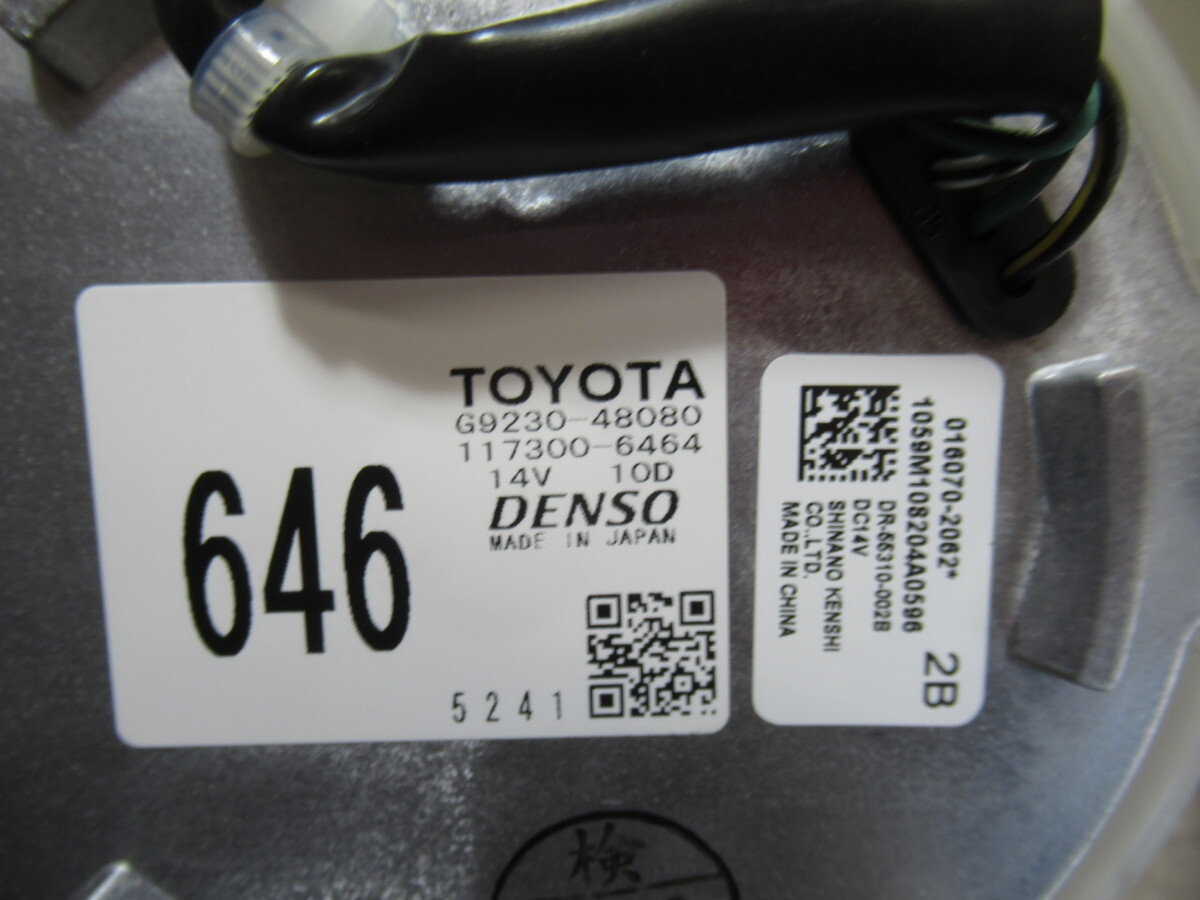 TOYOTA
G9230-48080
117300-6464
14V 10D
DENSO
MADE IN JAPAN
646
5241
016070-2062*
1059M108204A0596
DR-55310-002B
DC14V
SHINANO KENSHI
CO.,LTD.
MADE IN CHINA
2B
検